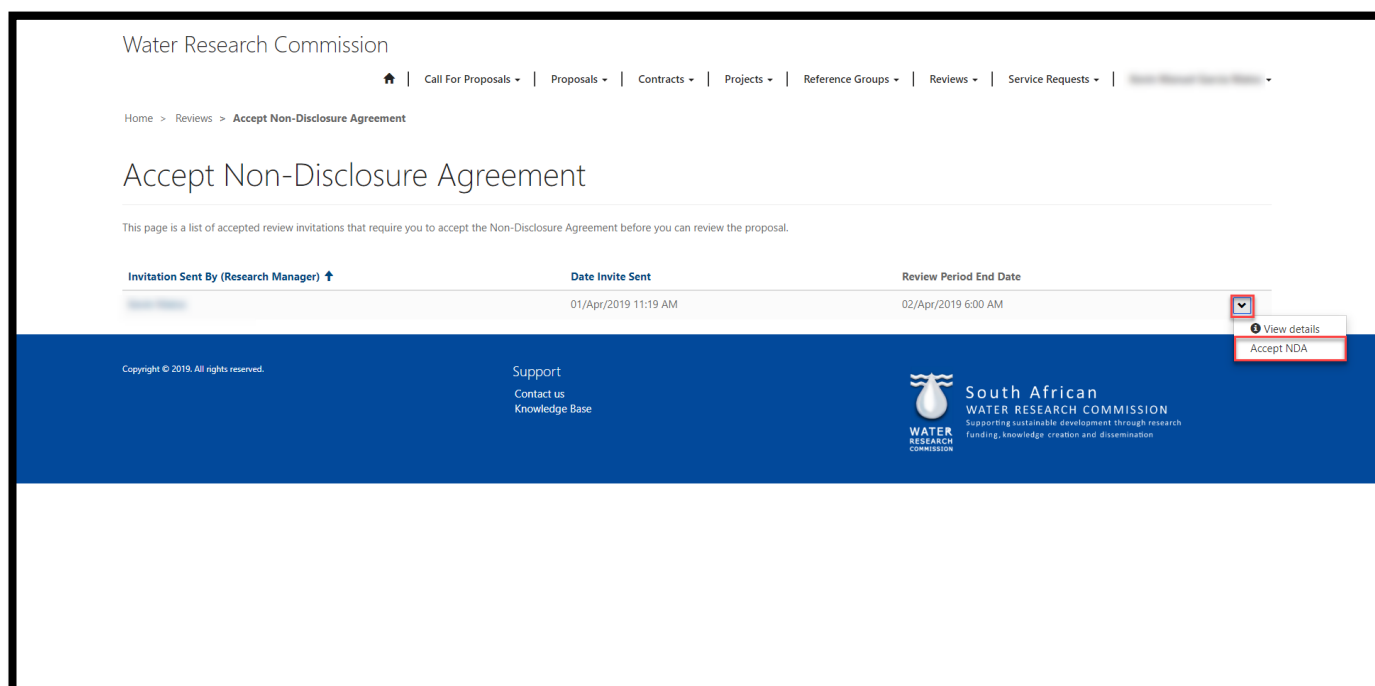 Water Research Commission
Call For Proposals Proposals Contracts Projects Reference Groups Reviews Service Requests
Home > Reviews > Accept Non-Disclosure Agreement
Accept Non-Disclosure Agreement
This page is a list of accepted review invitations that require you to accept the Non-Disclosure Agreement before you can review the proposal.
Invitation Sent By (Research Manager) Date Invite Sent Review Period End Date
01/Apr/2019 11:19 AM 02/Apr/2019 6:00 AM
View details
Accept NDA
Copyright © 2019. All rights reserved.
Support
Contact us
Knowledge Base
South African
WATER RESEARCH COMMISSION
Supporting sustainable development through research
funding, knowledge creation and dissemination
WATER
RESEARCH
COMMISSION